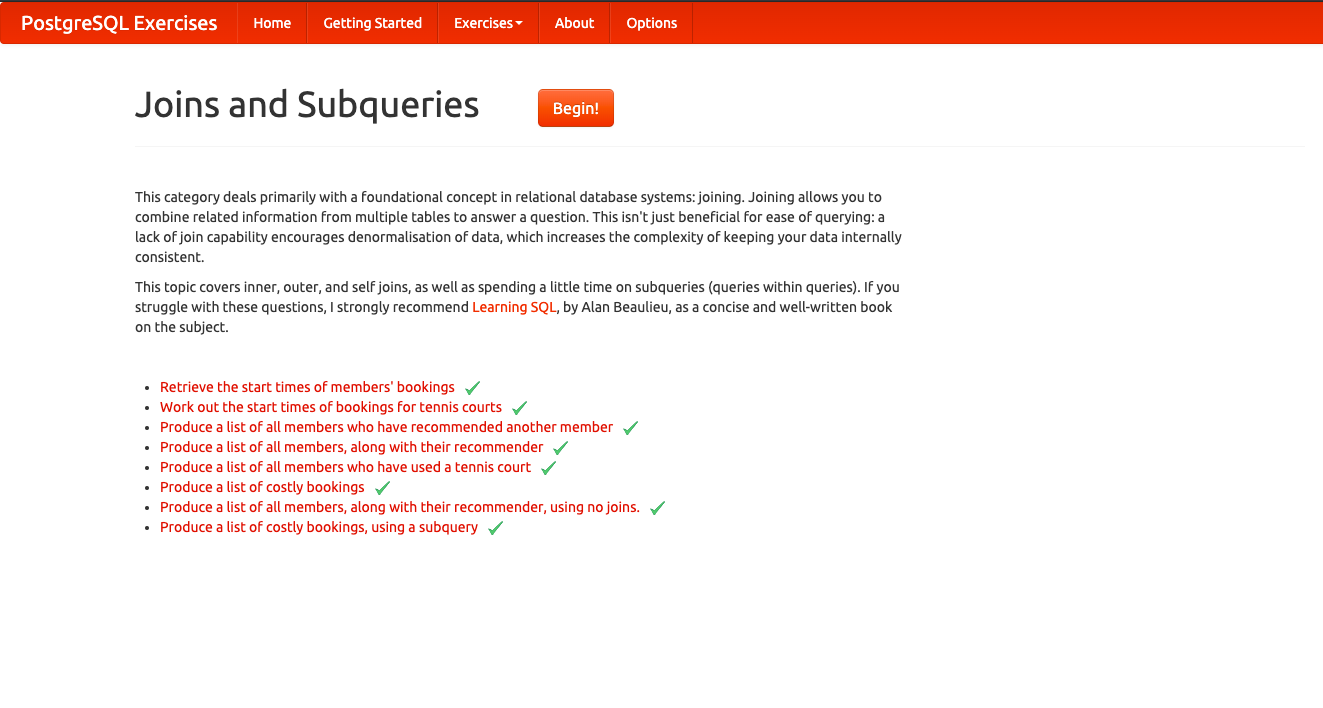 PostgreSQL Exercises Home Getting Started Exercises About Options
Joins and Subqueries Begin!
This category deals primarily with a foundational concept in relational database systems: joining. Joining allows you to
combine related information from multiple tables to answer a question. This isn't just beneficial for ease of querying: a
lack of join capability encourages denormalisation of data, which increases the complexity of keeping your data internally
consistent.
This topic covers inner, outer, and self joins, as well as spending a little time on subqueries (queries within queries). If you
struggle with these questions, I strongly recommend Learning SQL, by Alan Beaulieu, as a concise and well-written book
on the subject.
Retrieve the start times of members' bookings
Work out the start times of bookings for tennis courts
Produce a list of all members who have recommended another member
Produce a list of all members, along with their recommender
Produce a list of all members who have used a tennis court
Produce a list of costly bookings
Produce a list of all members, along with their recommender, using no joins.
Produce a list of costly bookings, using a subquery